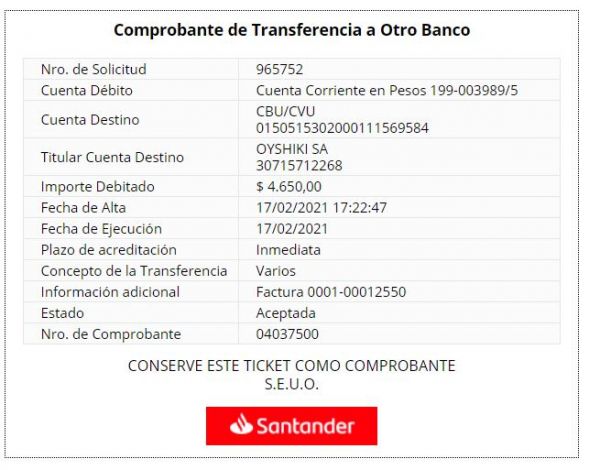 Comprobante de Transferencia a Otro Banco
Nro. de Solicitud 965752
Cuenta Débito Cuenta Corriente en Pesos 199-003989/5
Cuenta Destino CBU/CVU
0150515302000111569584
Titular Cuenta Destino OYSHIKI SA
30715712268
Importe Debitado $ 4.650,00
Fecha de Alta 17/02/2021 17:22:47
Fecha de Ejecución 17/02/2021
Plazo de acreditación Inmediata
Concepto de la Transferencia Varios
Información adicional Factura 0001-00012550
Estado Aceptada
Nro. de Comprobante 04037500
CONSERVE ESTE TICKET COMO COMPROBANTE
S.E.U.O.
Santander